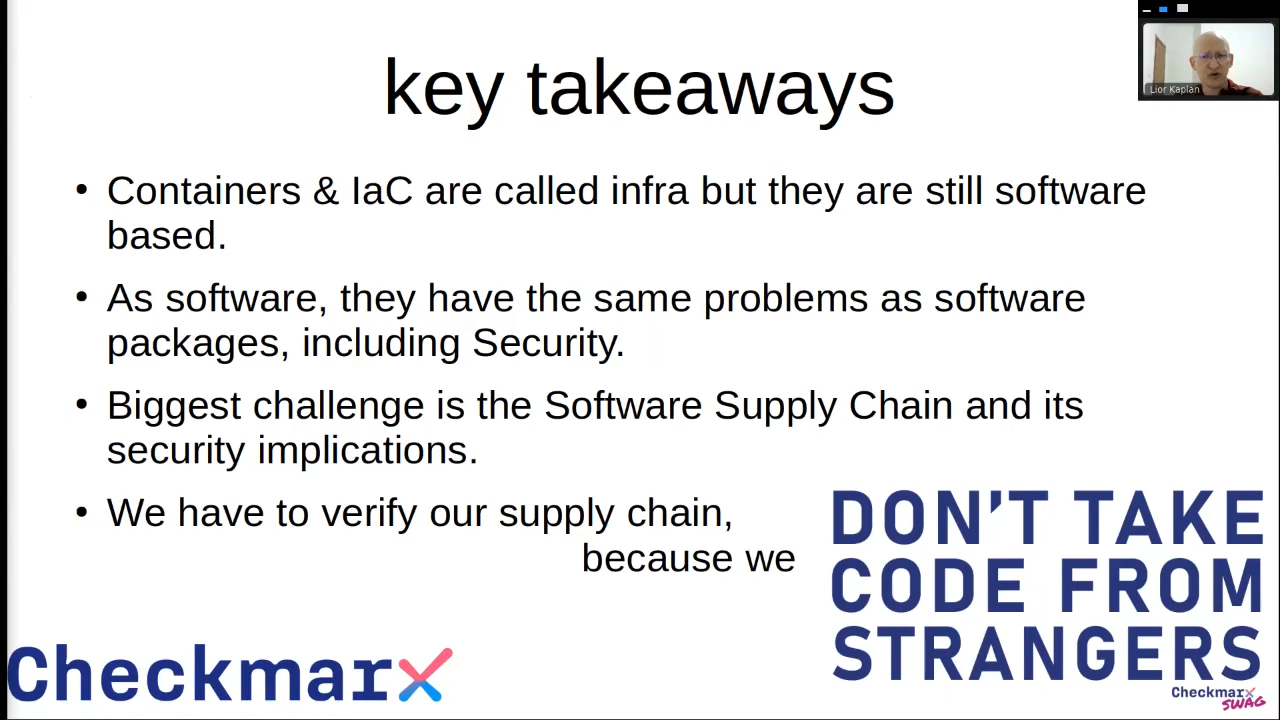 key takeaways
Lior Kaplan
• Containers & IaC are called infra but they are still software
based.
• As software, they have the same problems as software
packages, including Security.
• Biggest challenge is the Software Supply Chain and its
security implications.
• We have to verify our supply chain,
because we
DON'T TAKE
CODE FROM
STRANGERS
Checkmarx
Checkmarx
SWAG